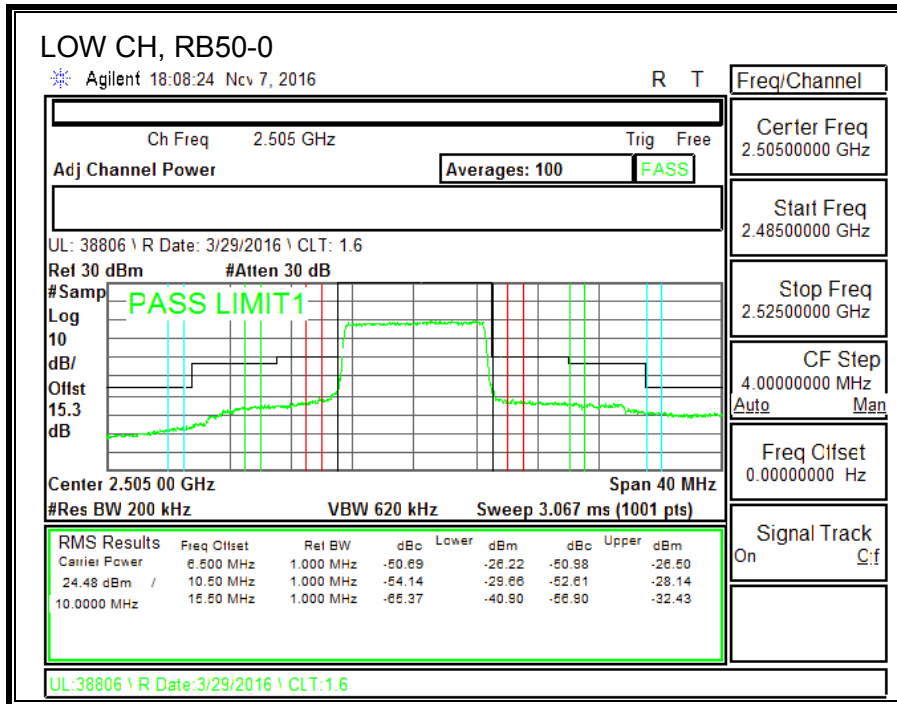 LOW CH, RB50-0
Agilent 18:08:24 Nov 7, 2016 R T
Freq/Channel
Ch Freq 2.505 GHz Trig Free
Adj Channel Power Averages: 100 PASS
Center Freq
2.50500000 GHz
Start Freq
2.48500000 GHz
Stop Freq
2.52500000 GHz
CF Step
4.00000000 MHz
Auto Man
Freq Offset
0.00000000 Hz
Signal Track
On Off
UL: 38806 \ R Date: 3/29/2016 \ CLT: 1.6
Ref 30 dBm #Atten 30 dB
#Samp
Log
10
dB/
Offst
15.3
dB
PASS LIMIT1
Center 2.505 00 GHz Span 40 MHz
#Res BW 200 kHz VBW 620 kHz Sweep 3.067 ms (1001 pts)
RMS Results Freq Offset Ref BW dBc Lower dBm dBc Upper dBm
Carrier Power 6.500 MHz 1.000 MHz -50.69 -26.22 -50.98 -26.50
24.48 dBm / 10.50 MHz 1.000 MHz -54.14 -29.66 -52.61 -28.14
10.0000 MHz 15.50 MHz 1.000 MHz -65.37 -40.90 -56.90 -32.43
UL:38806 \ R Date:3/29/2016 \ CLT:1.6